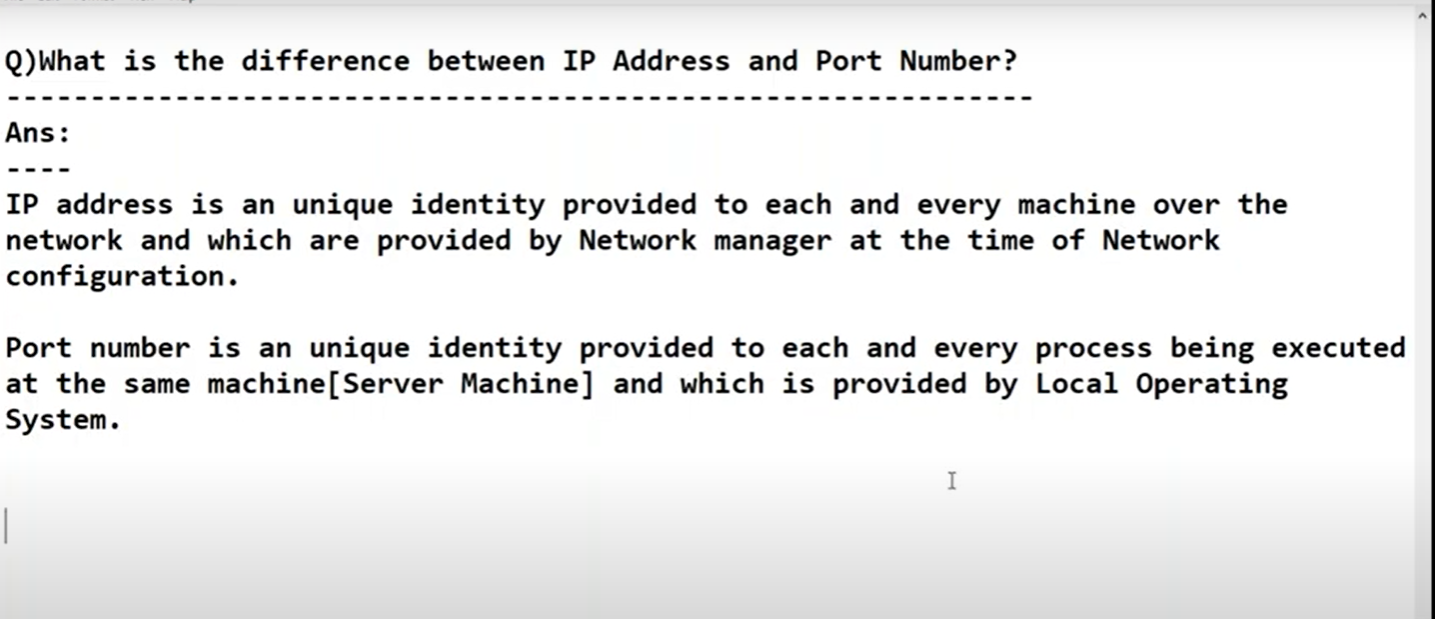 Q)What is the difference between IP Address and Port Number?
-------------------------------------------------------------
Ans:
----
IP address is an unique identity provided to each and every machine over the
network and which are provided by Network manager at the time of Network
configuration.
Port number is an unique identity provided to each and every process being executed
at the same machine[Server Machine] and which is provided by Local Operating
System.